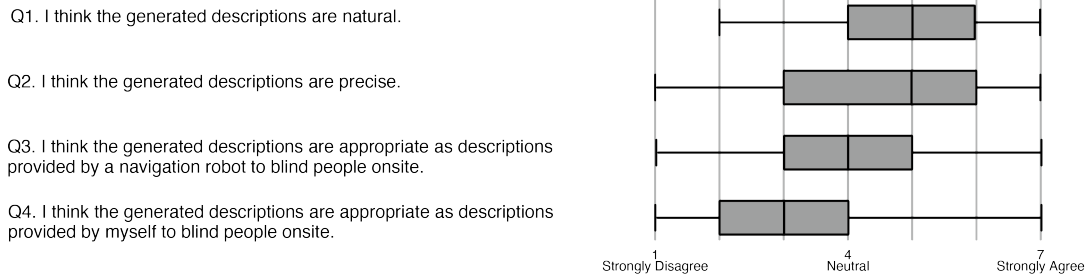 Q1. I think the generated descriptions are natural.
Q2. I think the generated descriptions are precise.
Q3. I think the generated descriptions are appropriate as descriptions
provided by a navigation robot to blind people onsite.
Q4. I think the generated descriptions are appropriate as descriptions
provided by myself to blind people onsite.
1 4 7
Strongly Disagree Neutral Strongly Agree